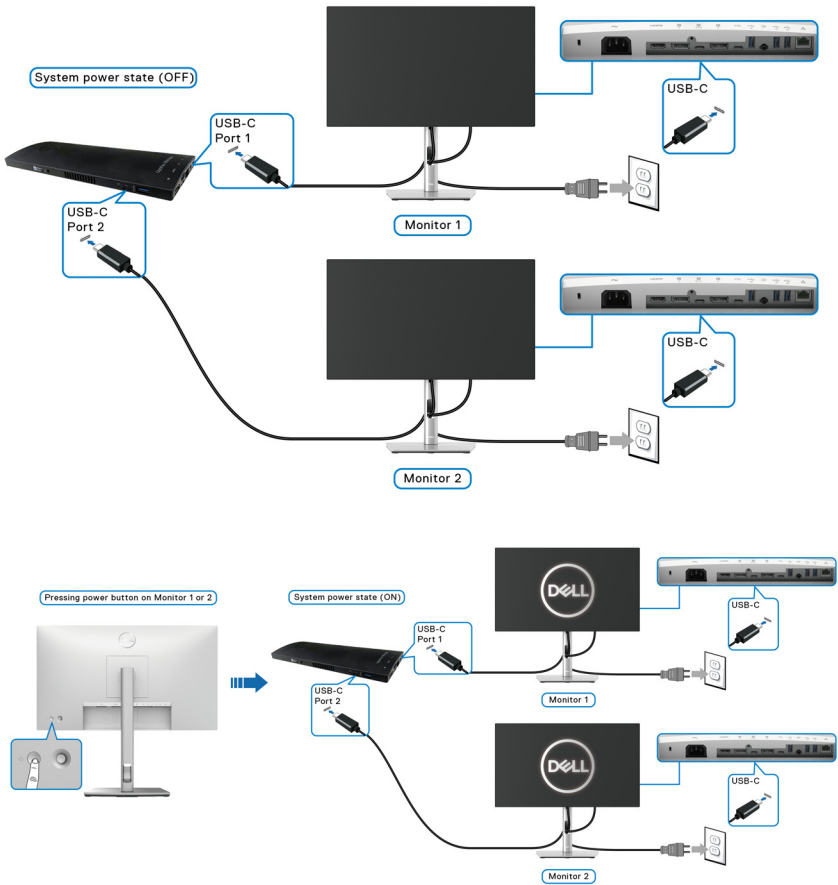 System power state (OFF)
USB-C
Port 1
USB-C
Monitor 1
USB-C
Port 2
USB-C
Monitor 2
Pressing power button on Monitor 1 or 2
System power state (ON)
DELL
USB-C
USB-C
Port 1
Monitor 1
USB-C
Port 2
DELL
USB-C
Monitor 2